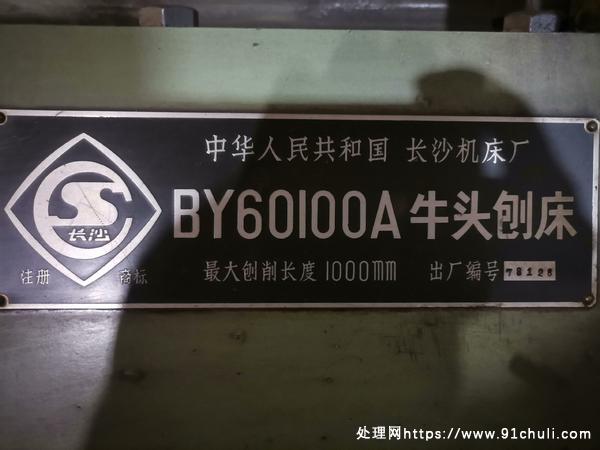 中华人民共和国 长沙机床厂
BY60100A 牛头刨床
长沙
注册 商标
最大刨削长度 1000mm 出厂编号 78128
处理网https://www.91chuli.com/